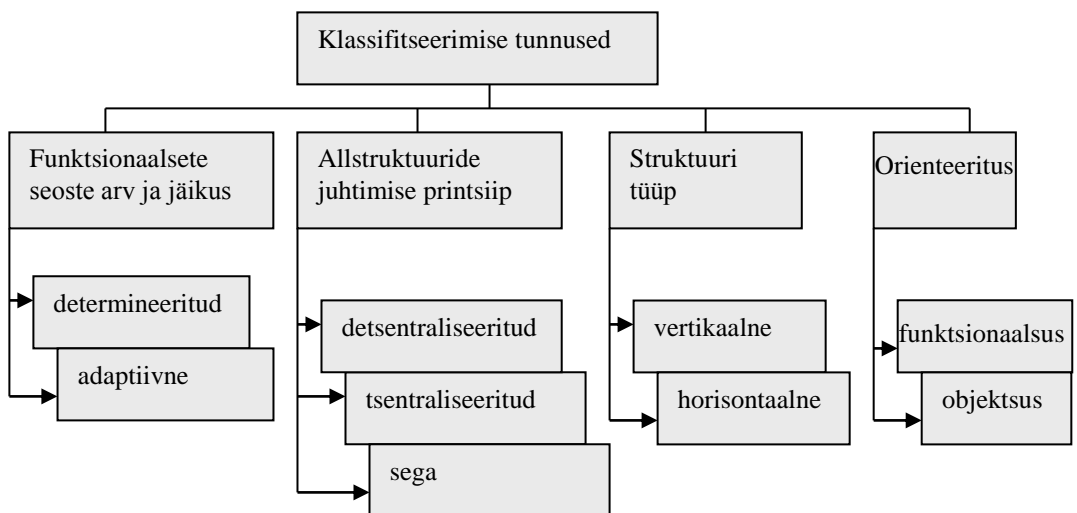 Klassifitseerimise tunnused
Funktsionaalsete
seoste arv ja jäikus
determineeritud
adaptiivne
Allstruktuuride
juhtimise printsiip
detsentraliseeritud
tsentraliseeritud
sega
Struktuuri
tüüp
vertikaalne
horisontaalne
Orienteeritus
funktsionaalsus
objektsus